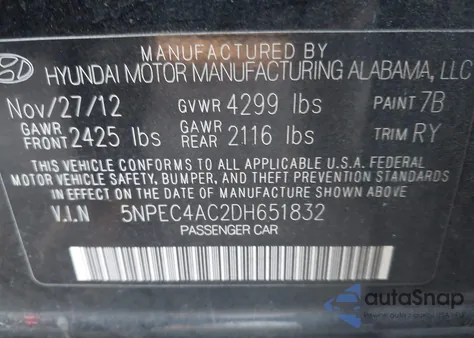 MANUFACTURED BY
HYUNDAI MOTOR MANUFACTURING ALABAMA, LLC
Nov/27/12 GVWR 4299 lbs PAINT 7B
GAWR FRONT 2425 lbs GAWR REAR 2116 lbs TRIM RY
THIS VEHICLE CONFORMS TO ALL APPLICABLE U.S.A. FEDERAL
MOTOR VEHICLE SAFETY, BUMPER, AND THEFT PREVENTION STANDARDS
IN EFFECT ON THE DATE OF MANUFACTURE SHOWN ABOVE.
V.I.N 5NPEC4AC2DH651832
PASSENGER CAR
autoSnap